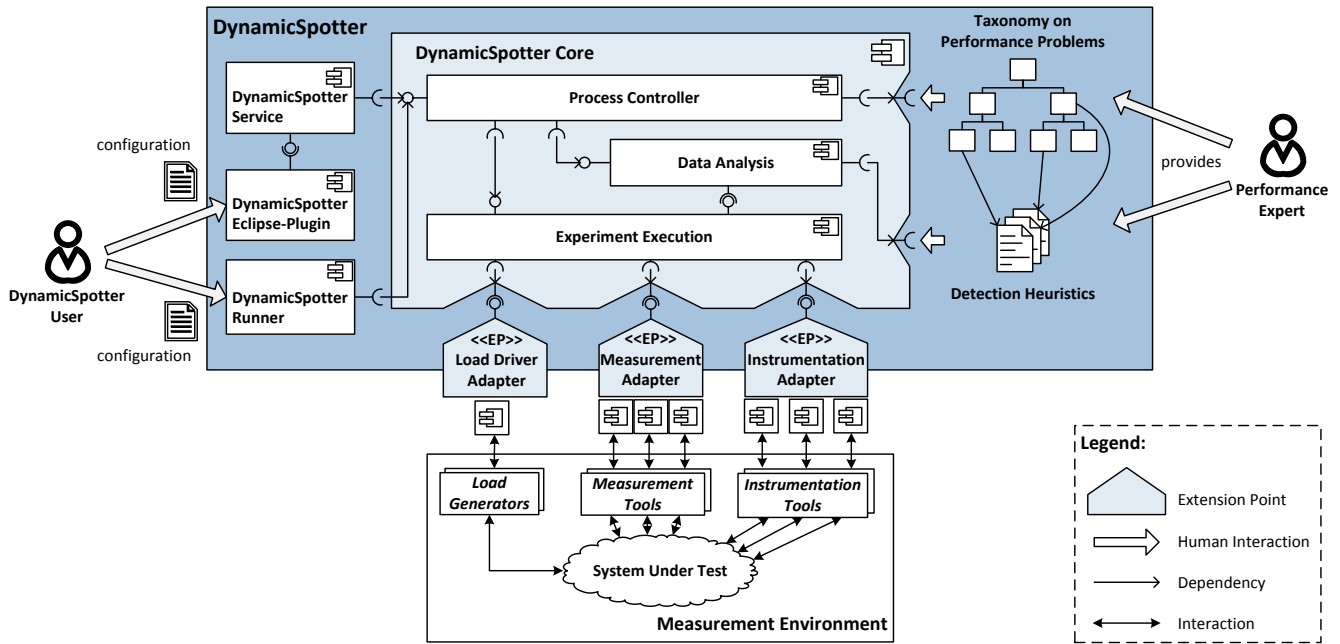 DynamicSpotter
DynamicSpotter Core
Taxonomy on
Performance Problems
DynamicSpotter
Service
Process Controller
configuration
Data Analysis
provides
DynamicSpotter
Eclipse-Plugin
Performance
Expert
Experiment Execution
DynamicSpotter
User
DynamicSpotter
Runner
Detection Heuristics
configuration
<<EP>>
Load Driver
Adapter
<<EP>>
Measurement
Adapter
<<EP>>
Instrumentation
Adapter
Load
Generators
Measurement
Tools
Instrumentation
Tools
System Under Test
Measurement Environment
Legend:
Extension Point
Human Interaction
Dependency
Interaction